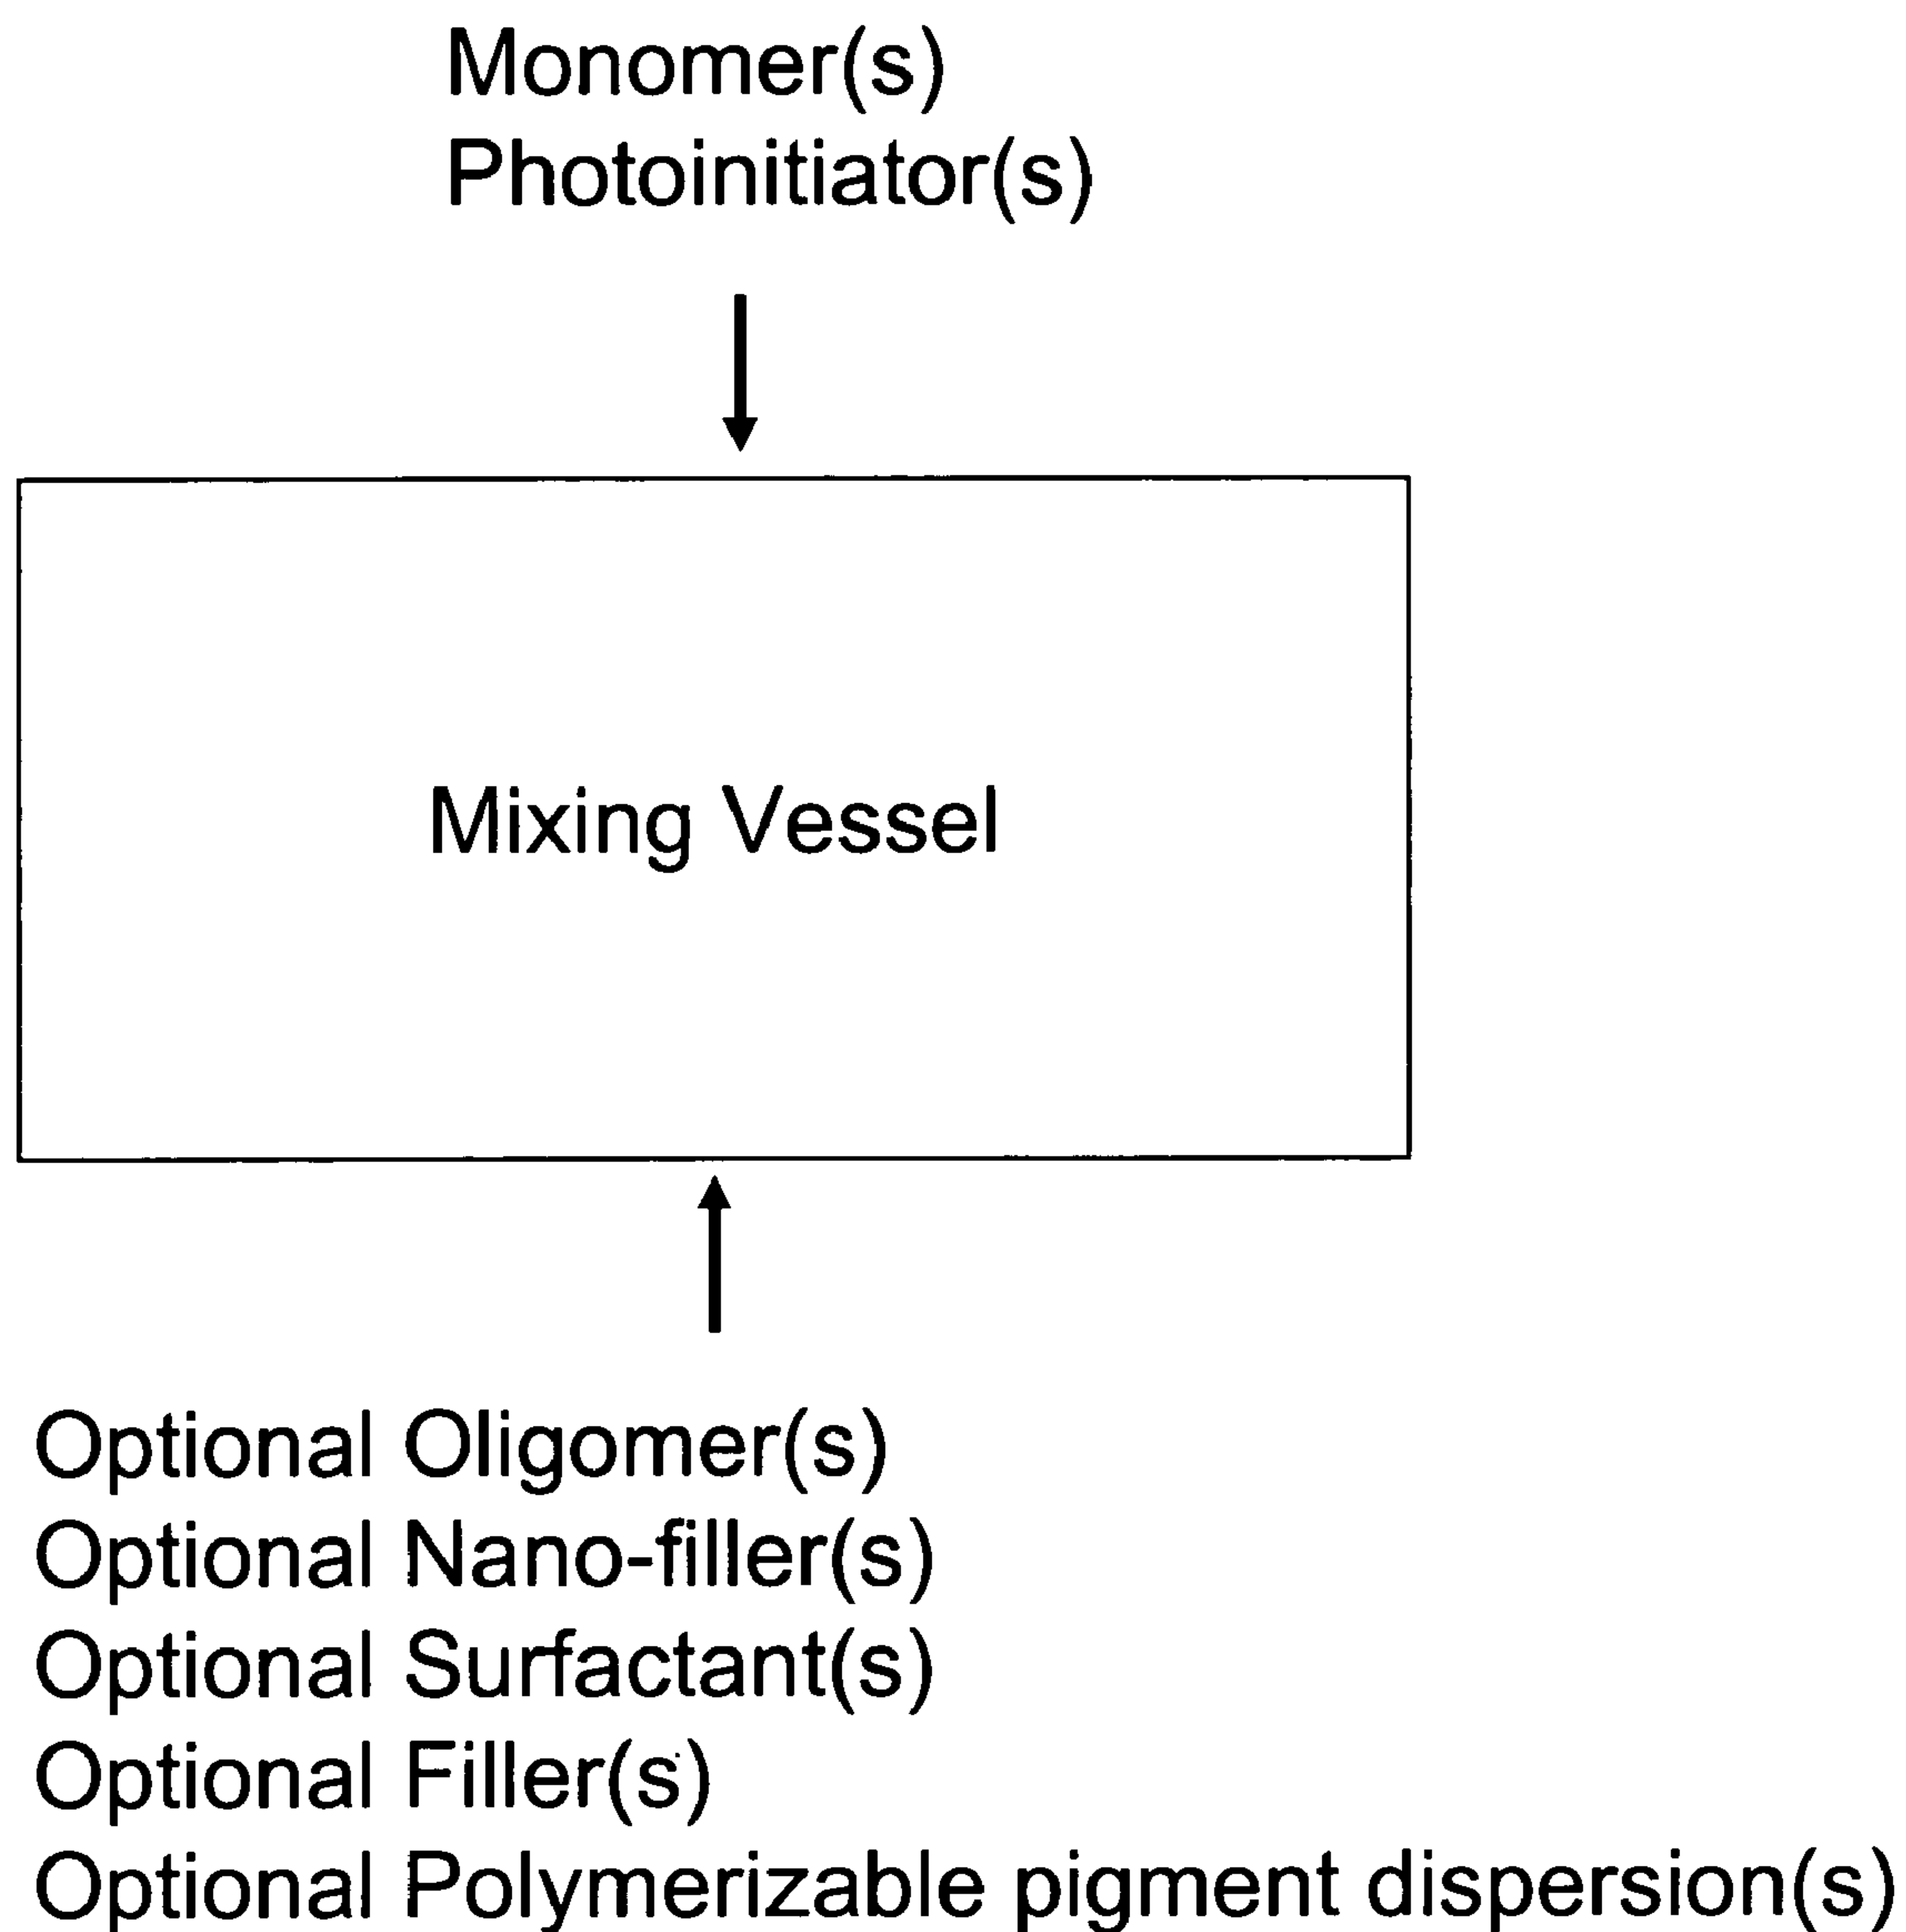 Monomer(s)
Photoinitiator(s)
Mixing Vessel
Optional Oligomer(s)
Optional Nano-filler(s)
Optional Surfactant(s)
Optional Filler(s)
Optional Polymerizable pigment dispersion(s)